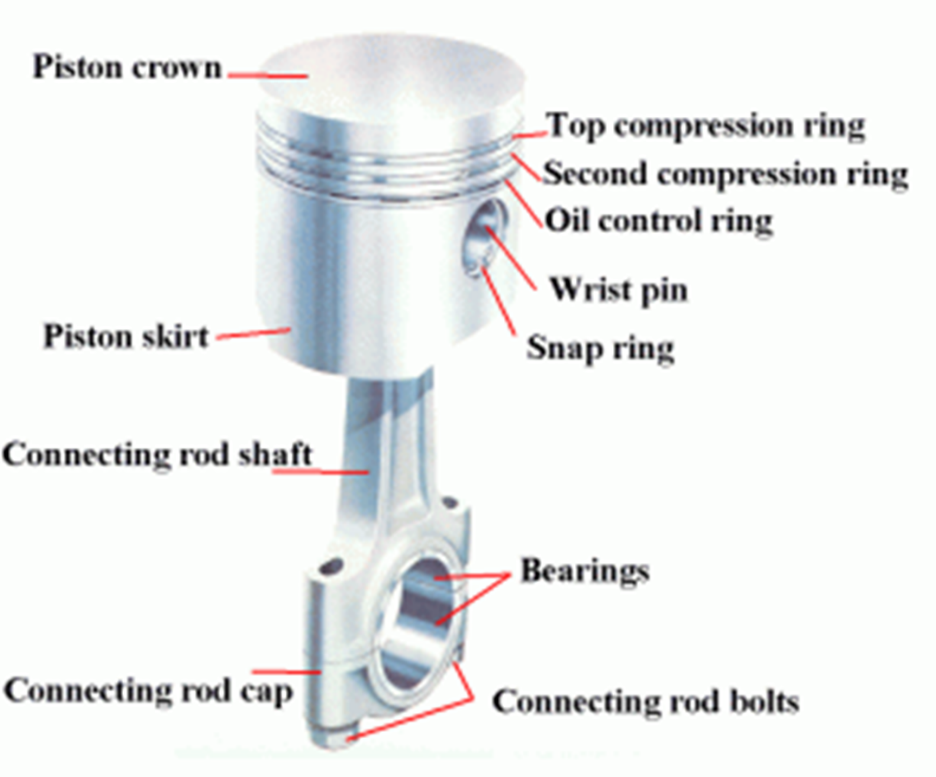 Piston crown
Top compression ring
Second compression ring
Oil control ring
Wrist pin
Piston skirt
Snap ring
Connecting rod shaft
Bearings
Connecting rod cap
Connecting rod bolts